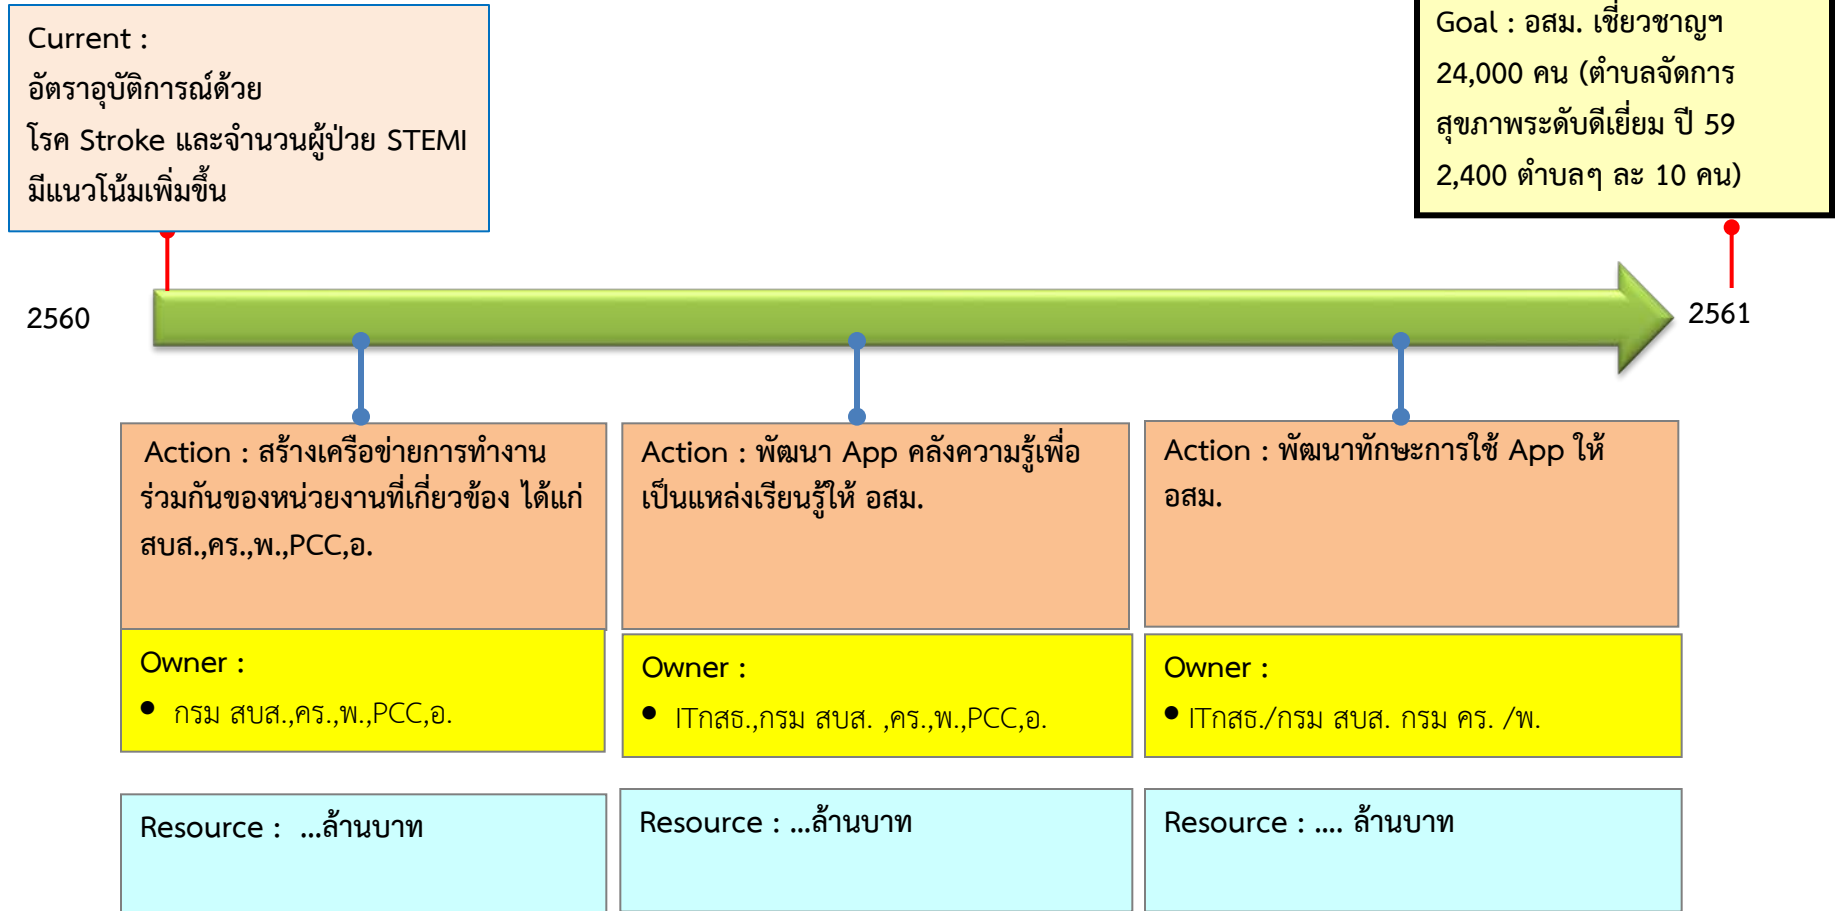 Current :
อัตราอุบัติการณ์ด้วย
โรค Stroke และจำนวนผู้ป่วย STEMI
มีแนวโน้มเพิ่มขึ้น
Goal : อสม. เชี่ยวชาญฯ
24,000 คน (ตำบลจัดการ
สุขภาพระดับดีเยี่ยม ปี 59
2,400 ตำบลๆ ละ 10 คน)
2560
2561
Action : สร้างเครือข่ายการทำงาน
ร่วมกันของหน่วยงานที่เกี่ยวข้อง ได้แก่
สบส.,คร.,พ.,PCC,อ.
Action : พัฒนา App คลังความรู้เพื่อ
เป็นแหล่งเรียนรู้ให้ อสม.
Action : พัฒนาทักษะการใช้ App ให้
อสม.
Owner :
• กรม สบส.,คร.,พ.,PCC,อ.
Owner :
• ITกสธ.,กรม สบส. ,คร.,พ.,PCC,อ.
Owner :
• ITกสธ./กรม สบส. กรม คร. /พ.
Resource : ...ล้านบาท
Resource : ...ล้านบาท
Resource : .... ล้านบาท